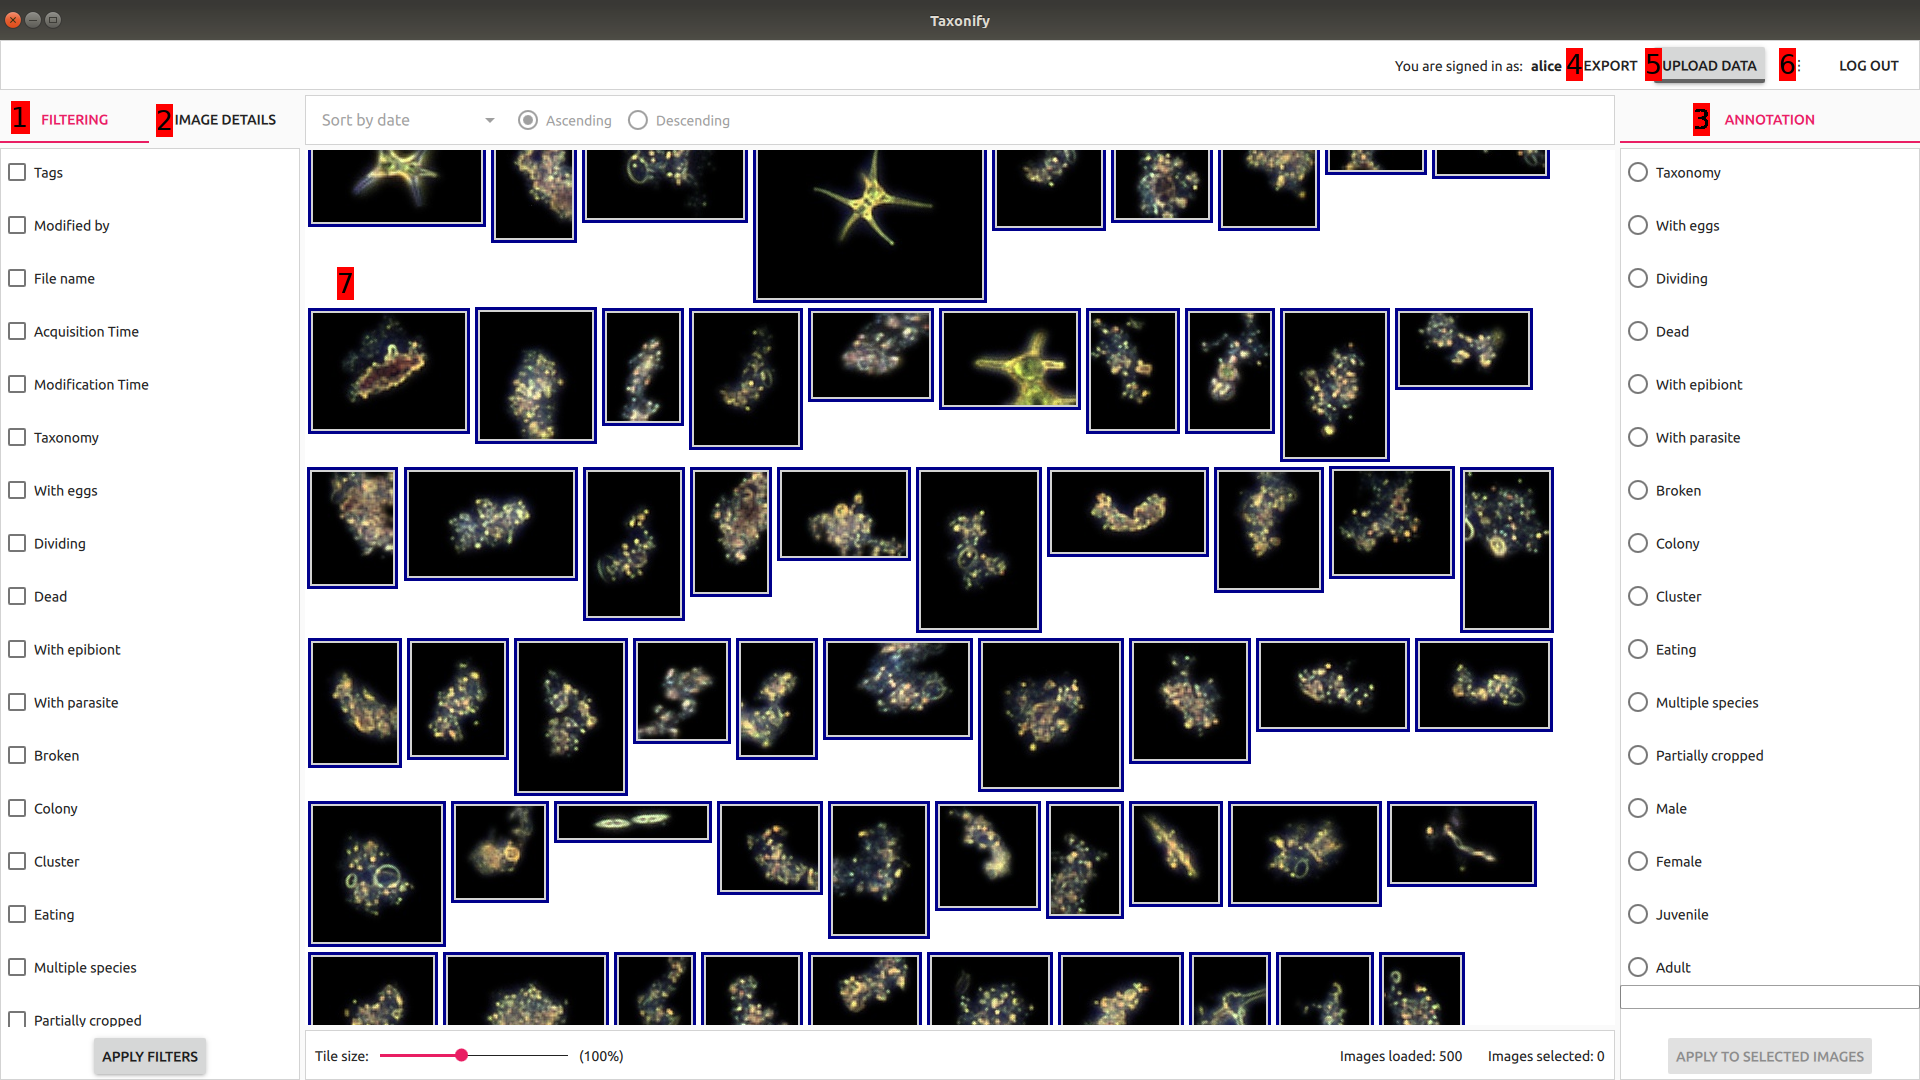 Taxonify
You are signed in as: alice 4 EXPORT 5 UPLOAD DATA 6 ⋮ LOG OUT
1 FILTERING 2 IMAGE DETAILS
Sort by date Ascending Descending
3 ANNOTATION
Tags
Modified by
File name
Acquisition Time
Modification Time
Taxonomy
With eggs
Dividing
Dead
With epibiont
With parasite
Broken
Colony
Cluster
Eating
Multiple species
Partially cropped
APPLY FILTERS
7
Tile size: (100%) Images loaded: 500 Images selected: 0
Taxonomy
With eggs
Dividing
Dead
With epibiont
With parasite
Broken
Colony
Cluster
Eating
Multiple species
Partially cropped
Male
Female
Juvenile
Adult
APPLY TO SELECTED IMAGES